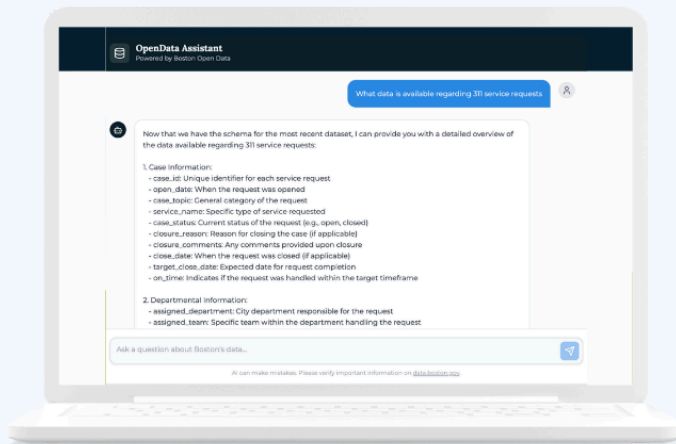 OpenData Assistant
Powered by Boston Open Data
What data is available regarding 311 service requests
Now that we have the schema for the most recent dataset, I can provide you with a detailed overview of
the data available regarding 311 service requests:
1. Case Information:
- case_id: Unique identifier for each service request
- open_date: When the request was opened
- case_topic: General category of the request
- service_name: Specific type of service requested
- case_status: Current status of the request (e.g., open, closed)
- closure_reason: Reason for closing the case (if applicable)
- closure_comments: Any comments provided upon closure
- close_date: When the request was closed (if applicable)
- target_close_date: Expected date for request completion
- on_time: Indicates if the request was handled within the target timeframe
2. Departmental Information:
- assigned_department: City department responsible for the request
- assigned_team: Specific team within the department handling the request
Ask a question about Boston's data...
AI can make mistakes. Please verify important information on data.boston.gov